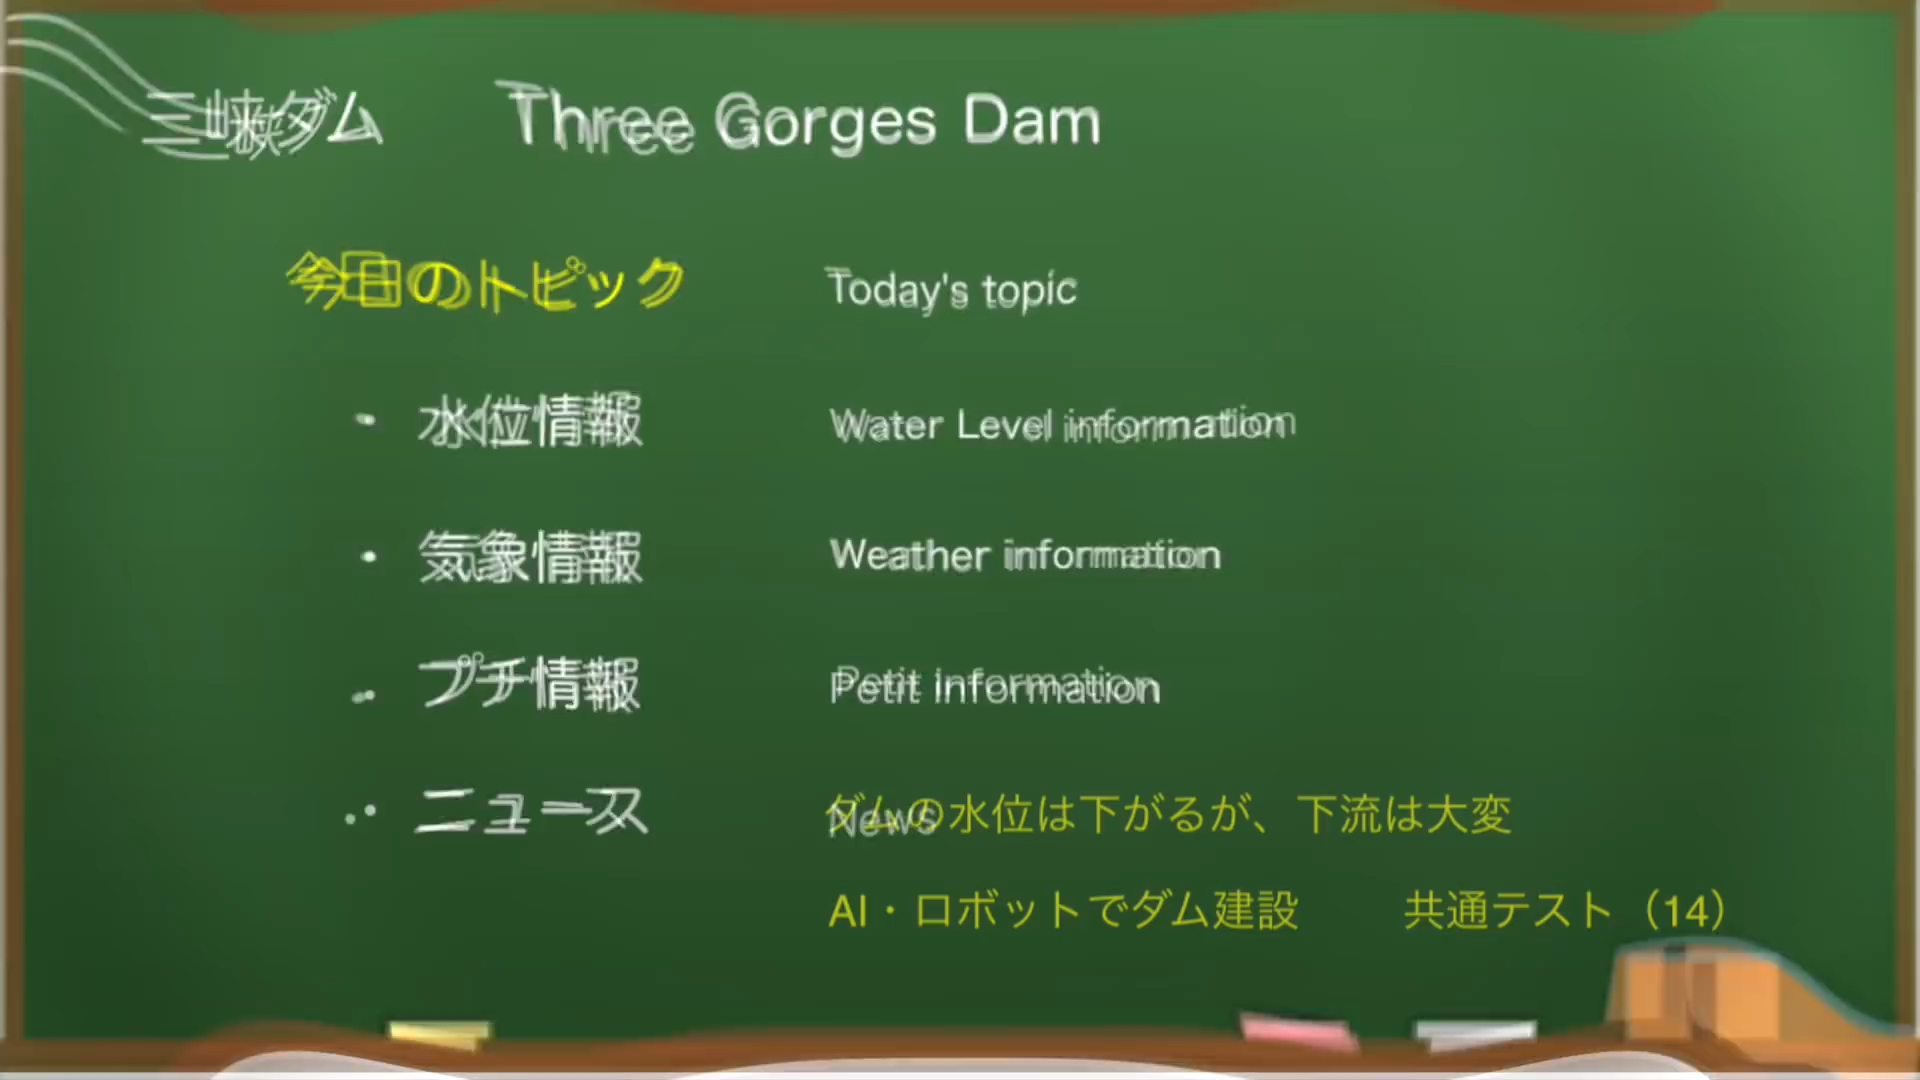 三峡ダム Three Gorges Dam
今日のトピック Today's topic
・ 水位情報 Water Level information
・ 気象情報 Weather information
・ プチ情報 Petit information
・ ニュース News
ダムの水位は下がるが、下流は大変
AI・ロボットでダム建設 共通テスト（14）